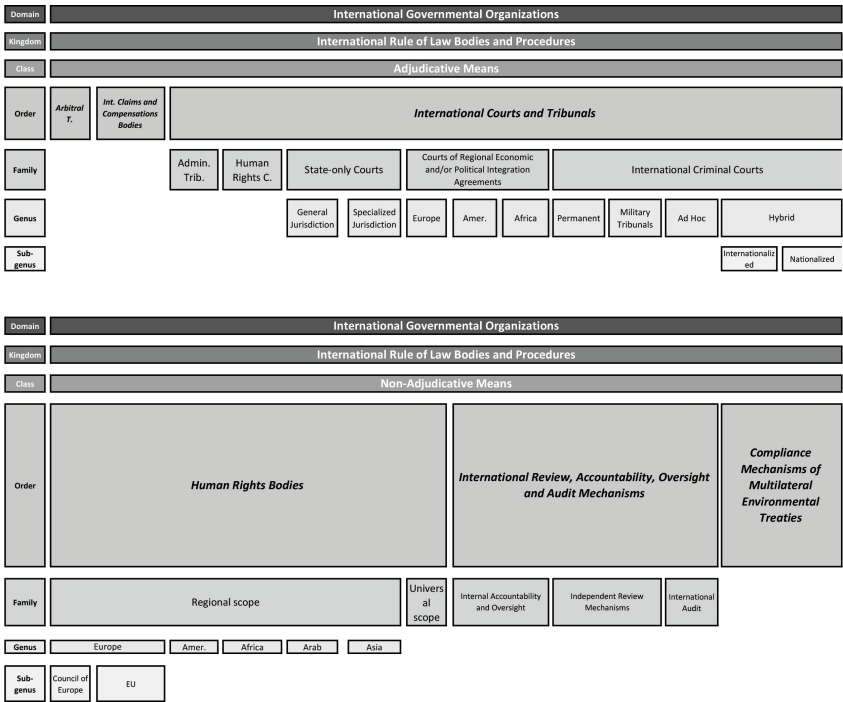 Domain
International Governmental Organizations
Kingdom
International Rule of Law Bodies and Procedures
Class
Adjudicative Means
Order
Arbitral
T.
Int. Claims and
Compensations
Bodies
International Courts and Tribunals
Family
Admin.
Trib.
Human
Rights C.
State-only Courts
Courts of Regional Economic
and/or Political Integration
Agreements
International Criminal Courts
Genus
General
Jurisdiction
Specialized
Jurisdiction
Europe
Amer.
Africa
Permanent
Military
Tribunals
Ad Hoc
Hybrid
Sub-
genus
Internationaliz
ed
Nationalized
Domain
International Governmental Organizations
Kingdom
International Rule of Law Bodies and Procedures
Class
Non-Adjudicative Means
Order
Human Rights Bodies
International Review, Accountability, Oversight
and Audit Mechanisms
Compliance
Mechanisms of
Multilateral
Environmental
Treaties
Family
Regional scope
Univers
al
scope
Internal Accountability
and Oversight
Independent Review
Mechanisms
International
Audit
Genus
Europe
Amer.
Africa
Arab
Asia
Sub-
genus
Council of
Europe
EU